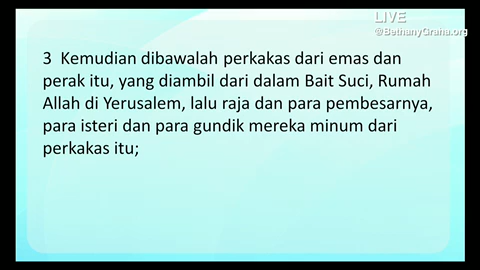 LIVE
@BethanyGraha.org
3 Kemudian dibawalah perkakas dari emas dan
perak itu, yang diambil dari dalam Bait Suci, Rumah
Allah di Yerusalem, lalu raja dan para pembesarnya,
para isteri dan para gundik mereka minum dari
perkakas itu;